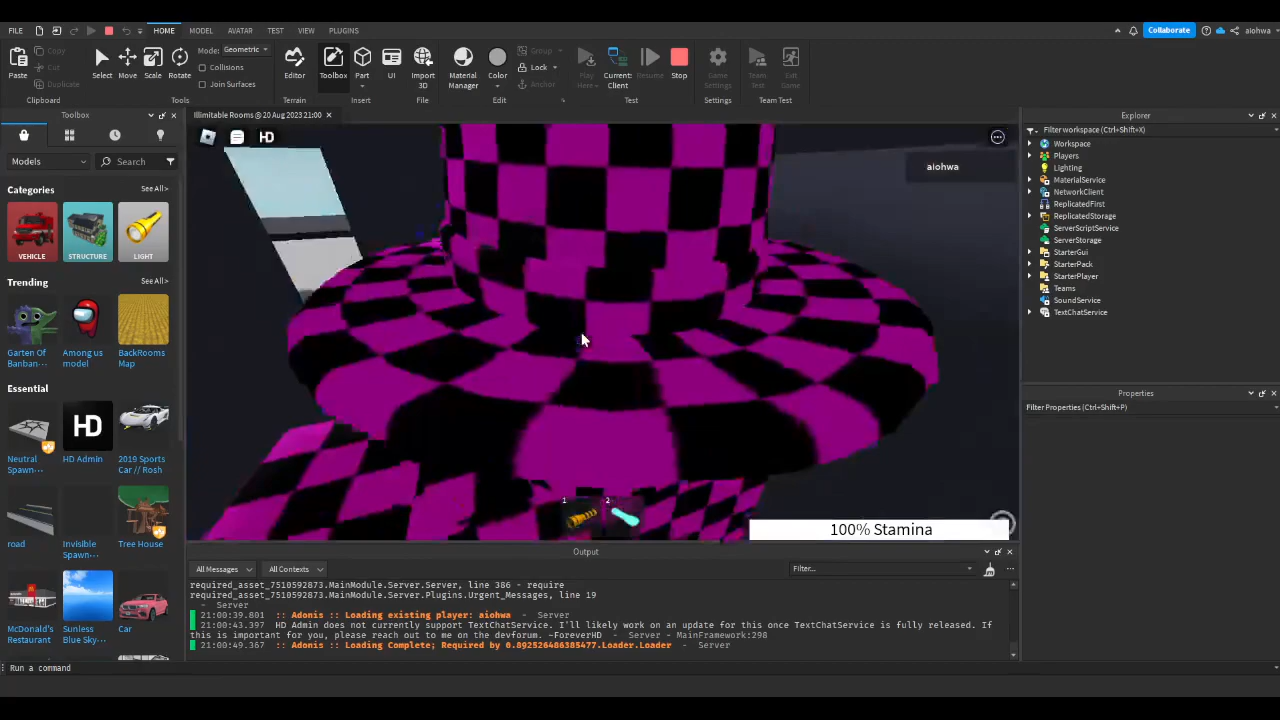 FILE HOME MODEL AVATAR TEST VIEW PLUGINS Collaborate aiohwa
Paste Copy Cut Duplicate Select Move Scale Rotate Mode: Geometric Collisions Join Surfaces Editor Toolbox Part UI Import 3D Material Manager Color Group Lock Anchor Play Here Current: Client Resume Stop Game Settings Team Test Exit Game
Clipboard Tools Terrain Insert File Edit Test Settings Team Test
Toolbox
Illimitable Rooms @ 20 Aug 2023 21:00
Models Search
Categories See All >
VEHICLE STRUCTURE LIGHT
Trending See All >
Garten Of Banban··· Among us model BackRooms Map
Essential See All >
HD
Neutral Spawn··· HD Admin 2019 Sports Car // Rosh
road Invisible Spawn··· Tree House
McDonald's Restaurant Sunless Blue Sky··· Car
HD
aiohwa
1 2
100% Stamina
Output
All Messages All Contexts Filter...
required_asset_7510592873.MainModule.Server.Server, line 386 - require
required_asset_7510592873.MainModule.Server.Plugins.Urgent_Messages, line 19
- Server
21:00:39.801 :: Adonis :: Loading existing player: aiohwa - Server
21:00:43.397 HD Admin does not currently support TextChatService. I'll likely work on an update for this once TextChatService is fully released. If
this is important for you, please reach out to me on the devforum. —ForeverHD - Server - MainFramework:298
21:00:49.367 :: Adonis :: Loading Complete; Required by 0.892526486385477.Loader.Loader - Server
Explorer
Filter workspace (Ctrl+Shift+X)
Workspace
Players
Lighting
MaterialService
NetworkClient
ReplicatedFirst
ReplicatedStorage
ServerScriptService
ServerStorage
StarterGui
StarterPack
StarterPlayer
Teams
SoundService
TextChatService
Properties
Filter Properties (Ctrl+Shift+P)
Run a command